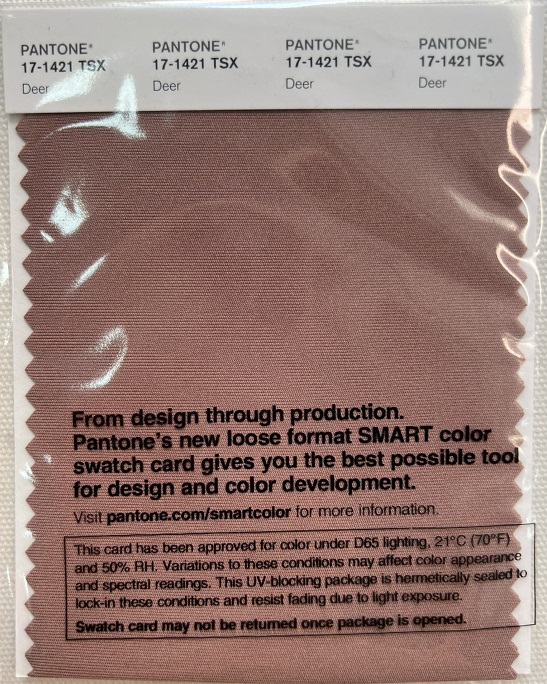 PANTONE® PANTONE® PANTONE® PANTONE®
17-1421 TSX 17-1421 TSX 17-1421 TSX 17-1421 TSX
Deer Deer Deer Deer
From design through production.
Pantone's new loose format SMART color
swatch card gives you the best possible tool
for design and color development.
Visit pantone.com/smartcolor for more information.
This card has been approved for color under D65 lighting, 21°C (70°F)
and 50% RH. Variations to these conditions may affect color appearance
and spectral readings. This UV-blocking package is hermetically sealed to
lock-in these conditions and resist fading due to light exposure.
Swatch card may not be returned once package is opened.